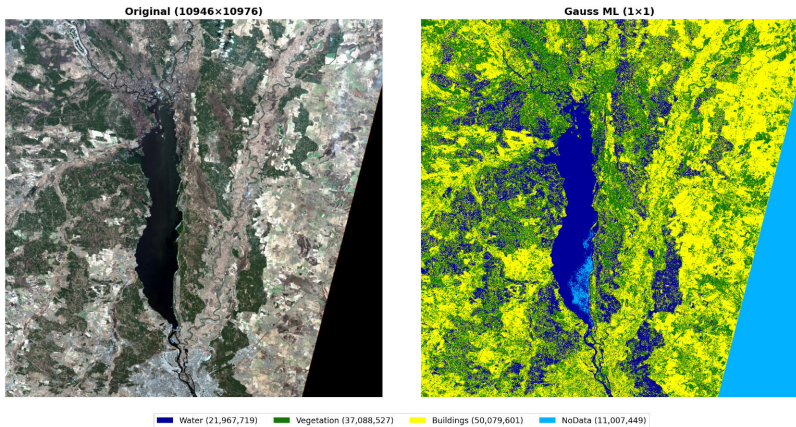 Original (10946×10976)
Gauss ML (1×1)
Water (21,967,719) Vegetation (37,088,527) Buildings (50,079,601) NoData (11,007,449)